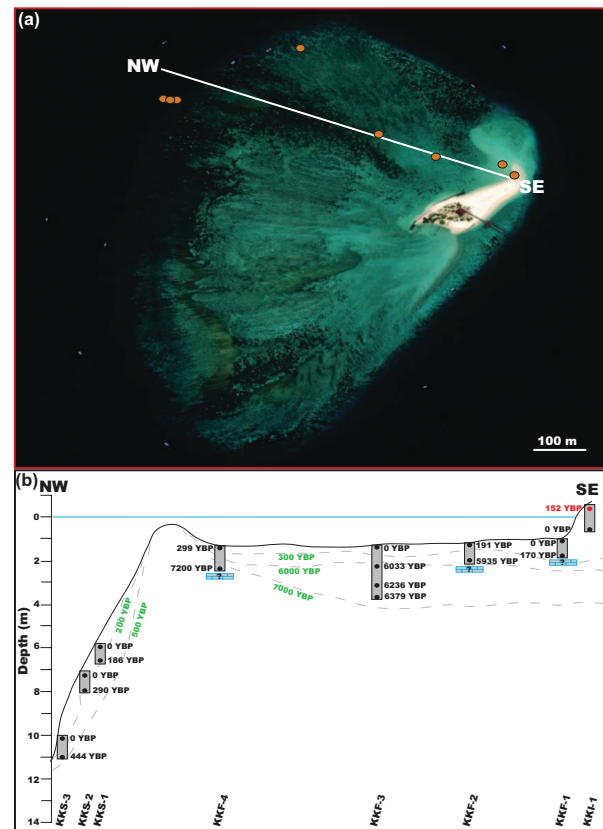 (a)
NW
SE
100 m
(b)
NW
SE
0
2
4
6
8
10
12
14
Depth (m)
152 YBP
0 YBP
299 YBP
0 YBP
191 YBP
0 YBP
300 YBP
170 YBP
7200 YBP
6000 YBP
6033 YBP
5935 YBP
?
?
?
7000 YBP
6236 YBP
6379 YBP
200 YBP
500 YBP
0 YBP
186 YBP
0 YBP
290 YBP
0 YBP
444 YBP
KKS-3
KKS-2
KKS-1
KKF-4
KKF-3
KKF-2
KKF-1
KKI-1